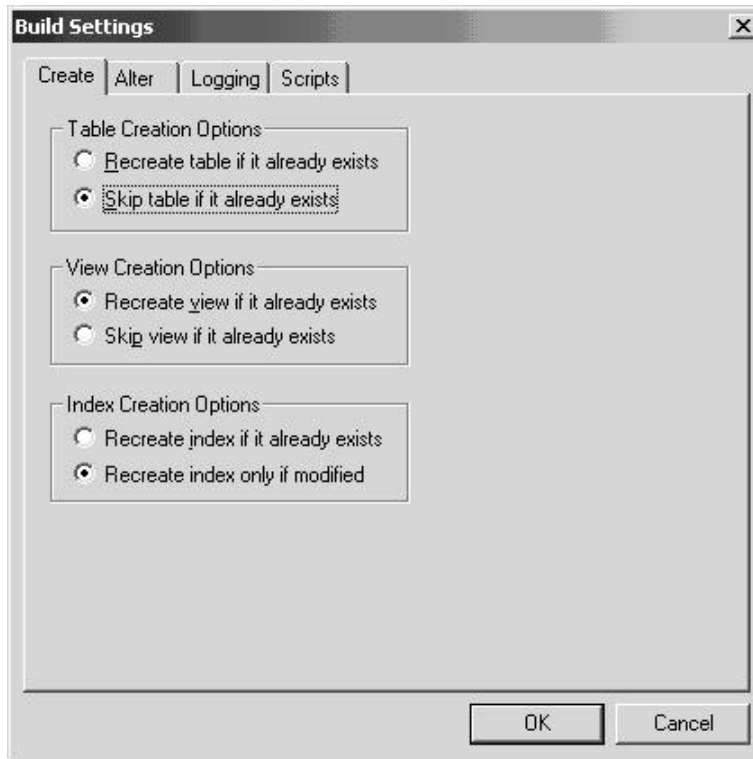 Build Settings
Create Alter Logging Scripts
Table Creation Options
Recreate table if it already exists
Skip table if it already exists
View Creation Options
Recreate view if it already exists
Skip view if it already exists
Index Creation Options
Recreate index if it already exists
Recreate index only if modified
OK Cancel